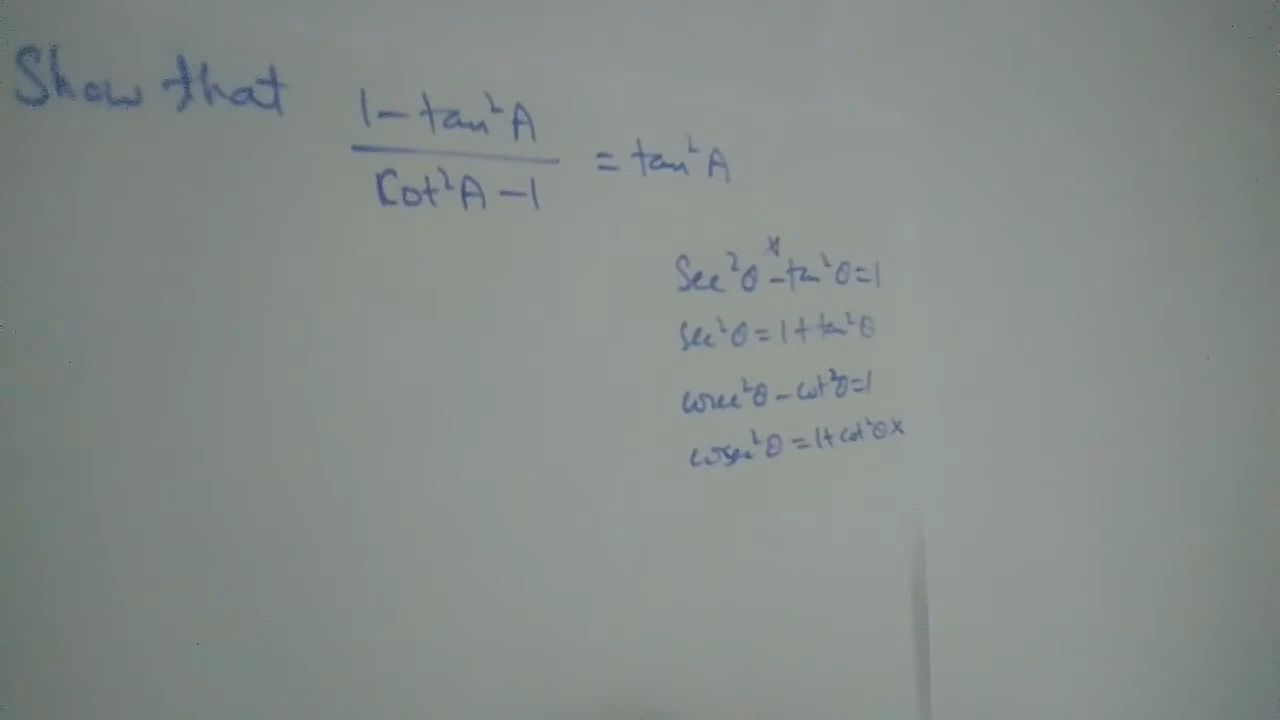 Show that
1 - tan²A
Cot²A - 1
= tan²A
Sec²θ - tan²θ = 1
Sec²θ = 1 + tan²θ
cosec²θ - cot²θ = 1
cosec²θ = 1 + cot²θ x